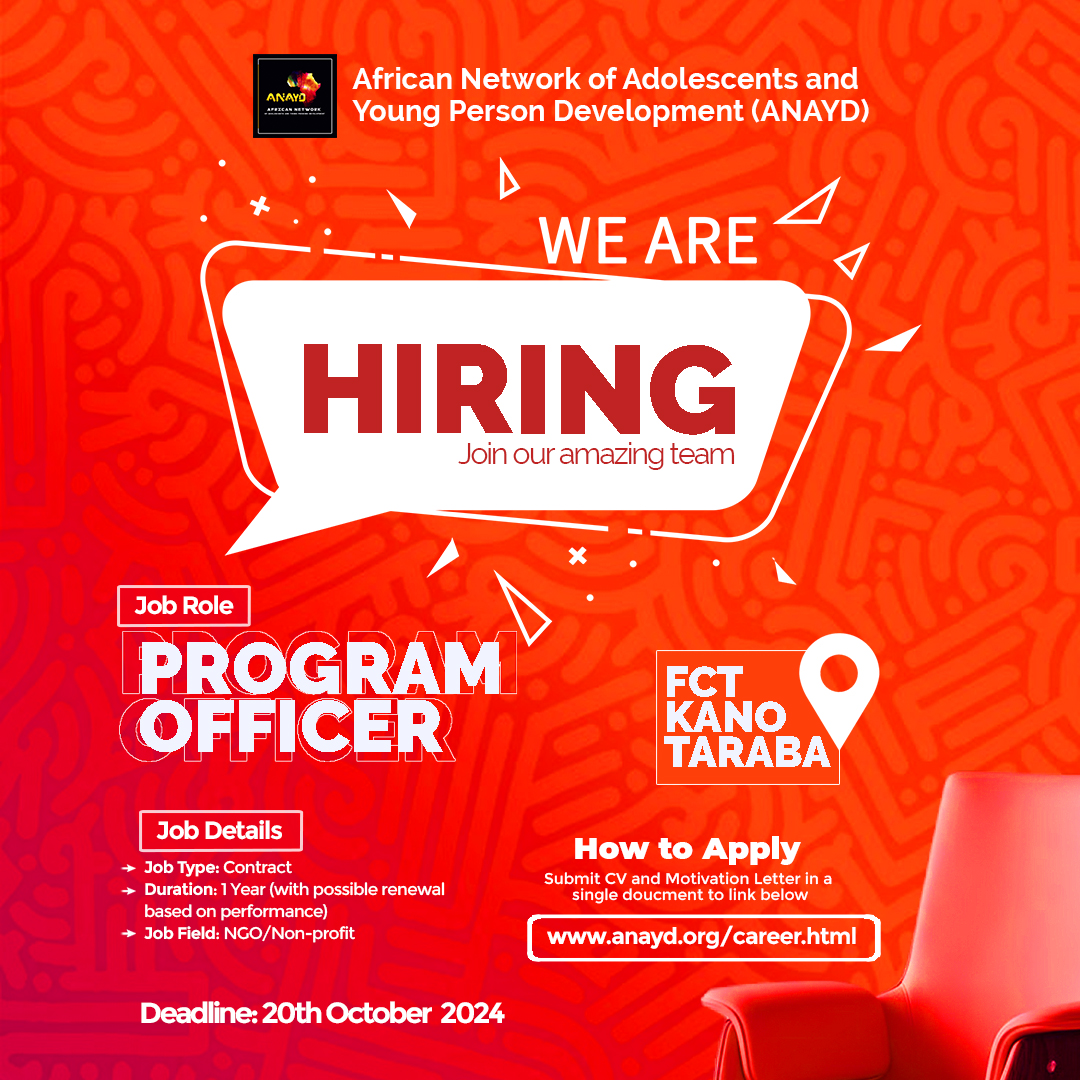 ANAYD
AFRICAN NETWORK
African Network of Adolescents and
Young Person Development (ANAYD)
WE ARE
HIRING
Join our amazing team
Job Role
PROGRAM
OFFICER
FCT
KANO
TARABA
Job Details
Job Type: Contract
Duration: 1 Year (with possible renewal
based on performance)
Job Field: NGO/Non-profit
How to Apply
Submit CV and Motivation Letter in a
single doucment to link below
www.anayd.org/career.html
Deadline: 20th October 2024